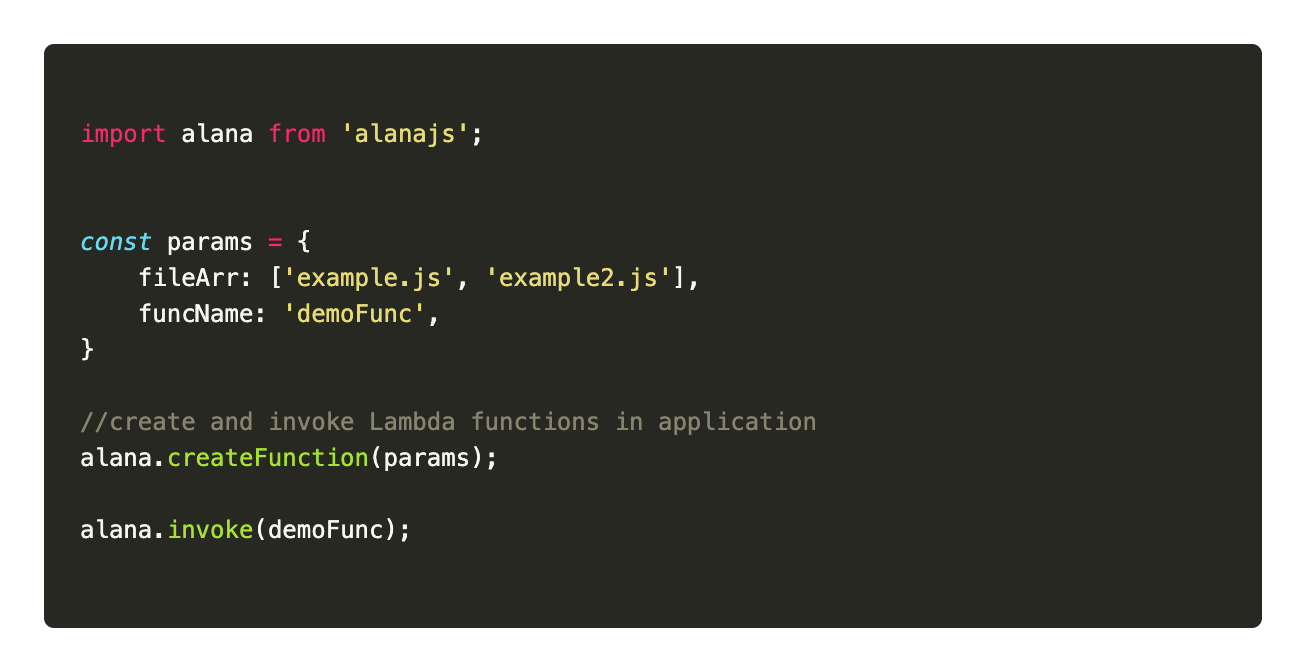 import alana from 'alanajs';
const params = {
    fileArr: ['example.js', 'example2.js'],
    funcName: 'demoFunc',
}
//create and invoke Lambda functions in application
alana.createFunction(params);
alana.invoke(demoFunc);